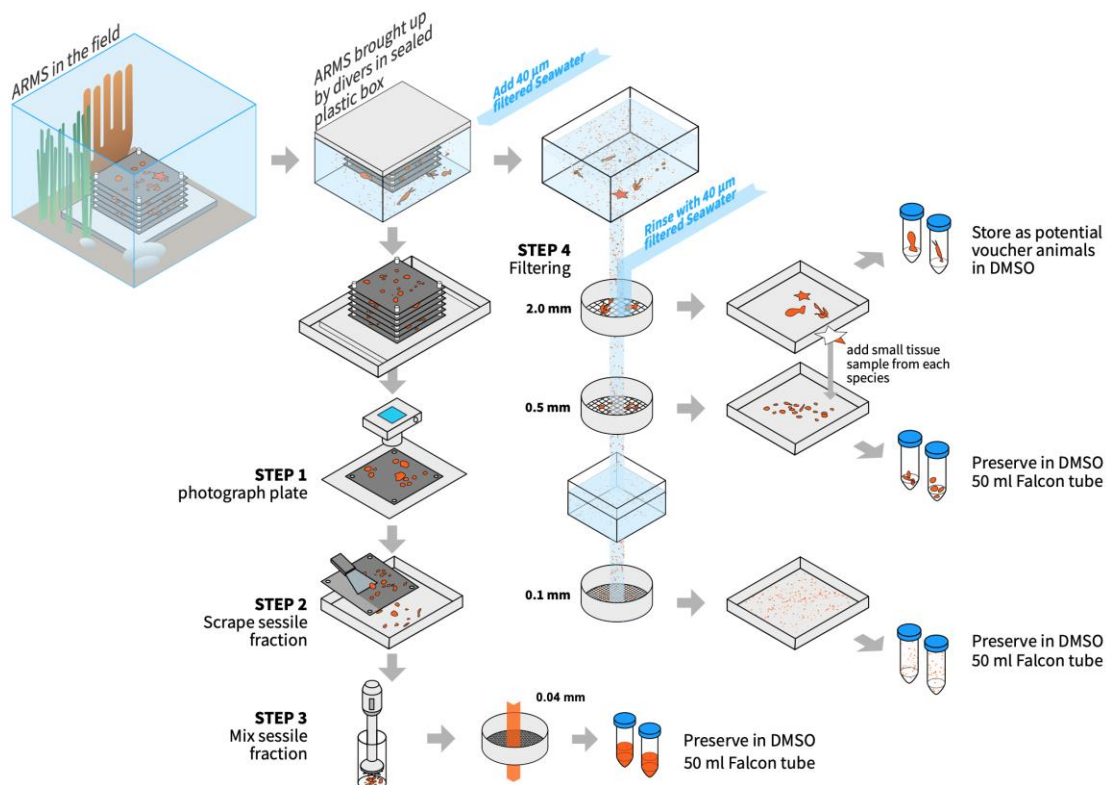 ARMS in the field
ARMS brought up
by divers in sealed
plastic box
Add 40 µm
filtered Seawater
Rinse with 40 µm
filtered Seawater
STEP 4
Filtering
2.0 mm
Store as potential
voucher animals
in DMSO
add small tissue
sample from each
species
0.5 mm
STEP 1
photograph plate
Preserve in DMSO
50 ml Falcon tube
0.1 mm
STEP 2
Scrape sessile
fraction
Preserve in DMSO
50 ml Falcon tube
STEP 3
Mix sessile
fraction
0.04 mm
Preserve in DMSO
50 ml Falcon tube